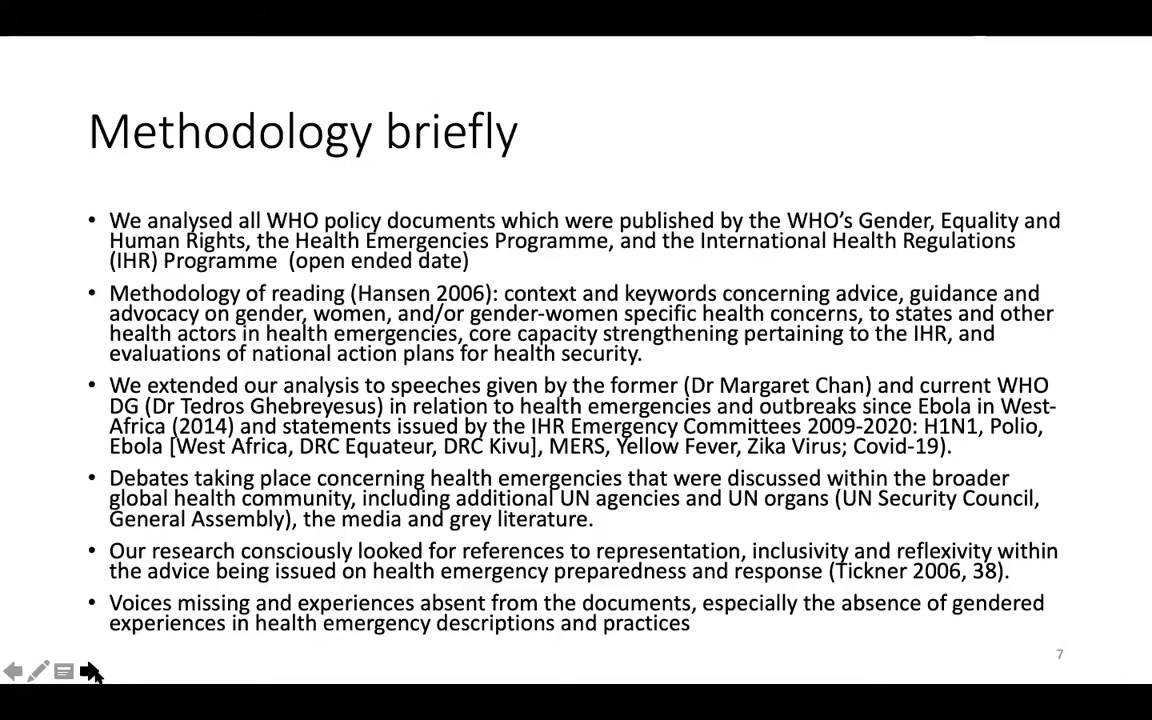 Methodology briefly
• We analysed all WHO policy documents which were published by the WHO's Gender, Equality and
Human Rights, the Health Emergencies Programme, and the International Health Regulations
(IHR) Programme (open ended date)
• Methodology of reading (Hansen 2006): context and keywords concerning advice, guidance and
advocacy on gender, women, and/or gender-women specific health concerns, to states and other
health actors in health emergencies, core capacity strengthening pertaining to the IHR, and
evaluations of national action plans for health security.
• We extended our analysis to speeches given by the former (Dr Margaret Chan) and current WHO
DG (Dr Tedros Ghebreyesus) in relation to health emergencies and outbreaks since Ebola in West-
Africa (2014) and statements issued by the IHR Emergency Committees 2009-2020: H1N1, Polio,
Ebola [West Africa, DRC Equateur, DRC Kivu], MERS, Yellow Fever, Zika Virus; Covid-19).
• Debates taking place concerning health emergencies that were discussed within the broader
global health community, including additional UN agencies and UN organs (UN Security Council,
General Assembly), the media and grey literature.
• Our research consciously looked for references to representation, inclusivity and reflexivity within
the advice being issued on health emergency preparedness and response (Tickner 2006, 38).
• Voices missing and experiences absent from the documents, especially the absence of gendered
experiences in health emergency descriptions and practices
7